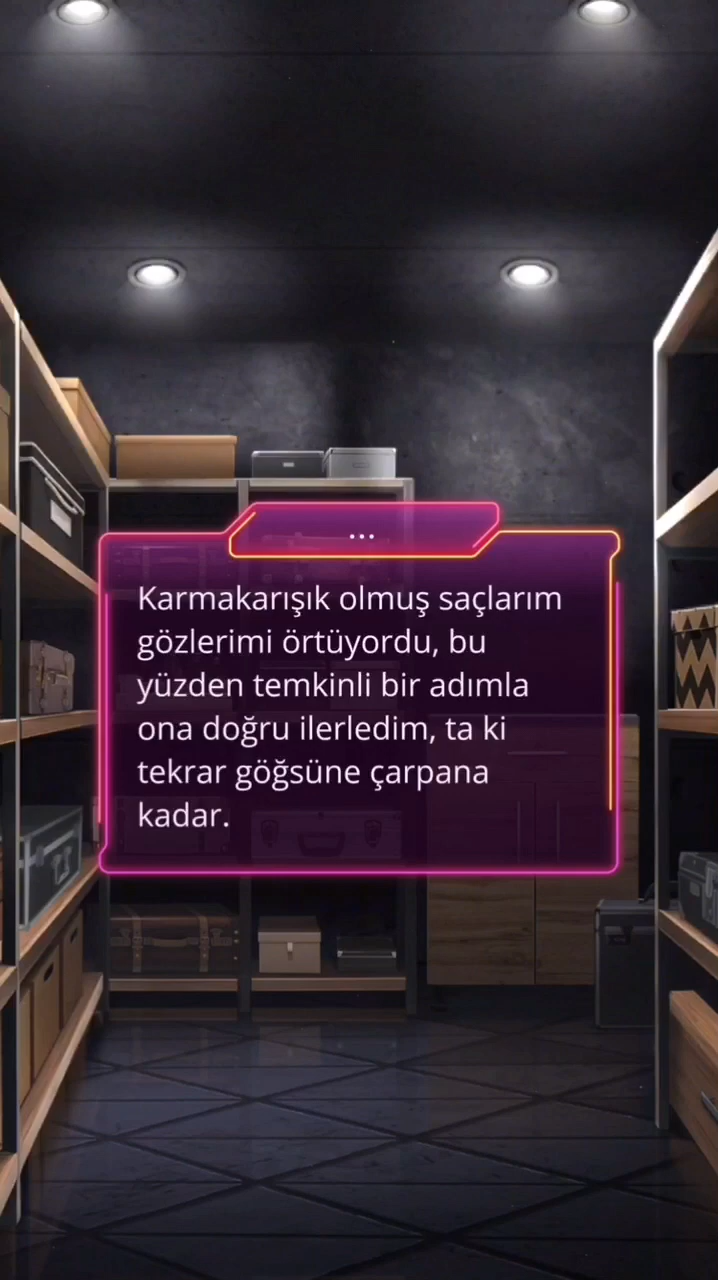 ...
Karmakarışık olmuş saçlarım
gözlerimi örtüyordu, bu
yüzden temkinli bir adımla
ona doğru ilerledim, ta ki
tekrar göğsüne çarpana
kadar.